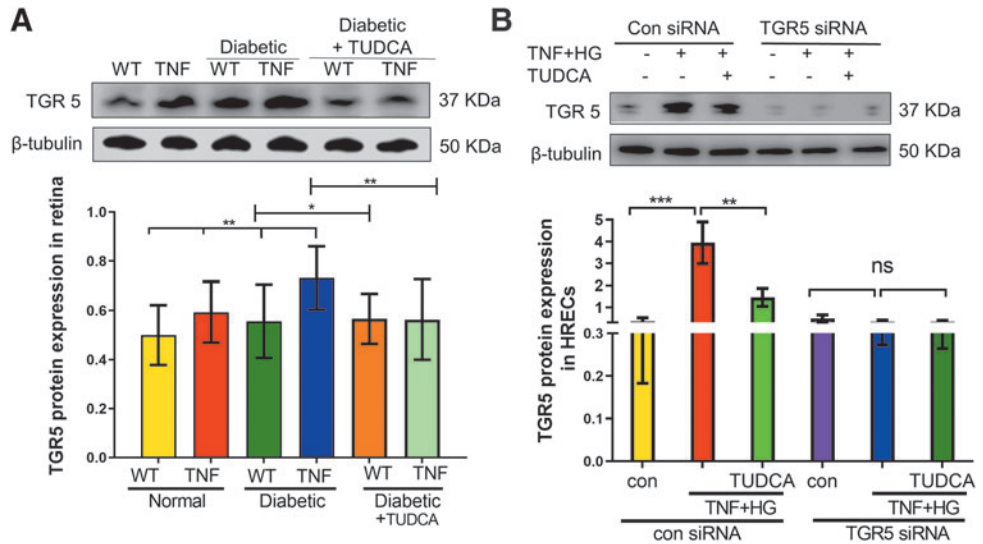 A
Diabetic
Diabetic + TUDCA
WT TNF WT TNF WT TNF
TGR 5 37 KDa
β-tubulin 50 KDa
TGR5 protein expression in retina
1.0
0.8
0.6
0.4
0.2
0.0
** * **
WT TNF WT TNF WT TNF
Normal Diabetic Diabetic
+TUDCA
B
Con siRNA TGR5 siRNA
TNF+HG - + + - + +
TUDCA - - + - - +
TGR 5 37 KDa
β-tubulin 50 KDa
TGR5 protein expression
in HRECs
5
4
3
2
1
0.3
0.2
0.1
0.0
*** ** ns
con TUDCA con TUDCA
TNF+HG TNF+HG
con siRNA TGR5 siRNA